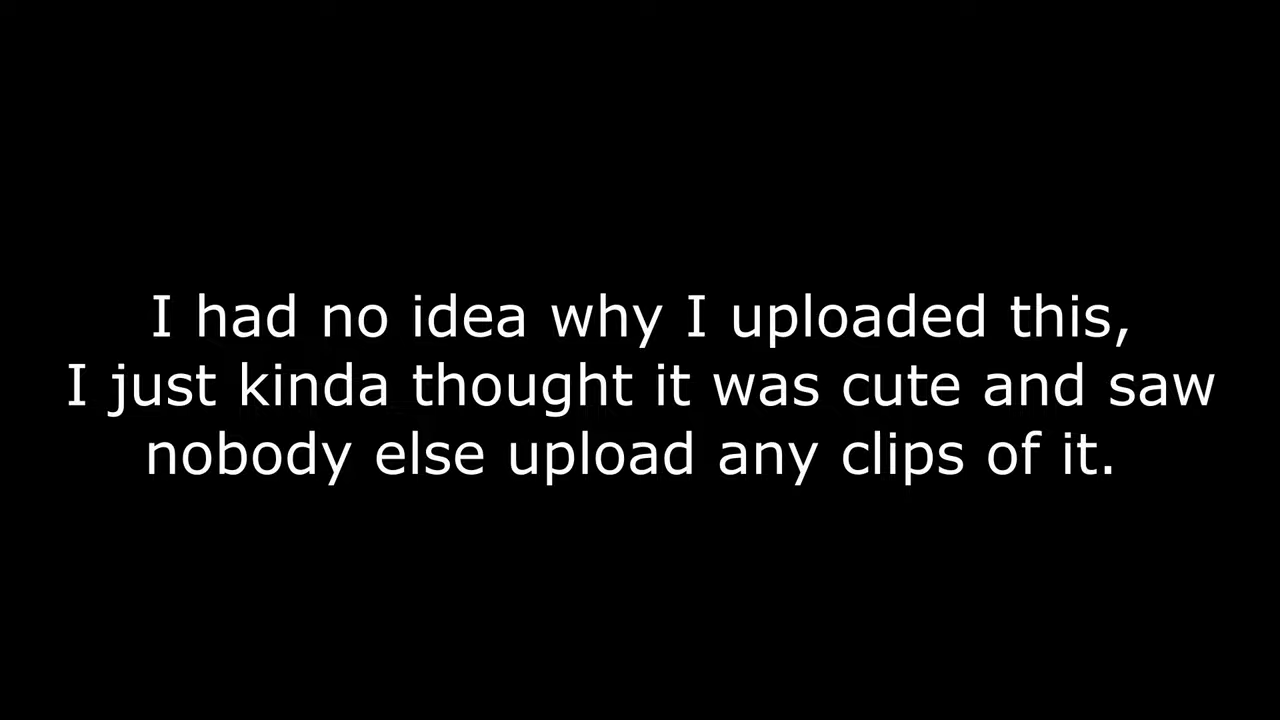 I had no idea why I uploaded this,
I just kinda thought it was cute and saw
nobody else upload any clips of it.